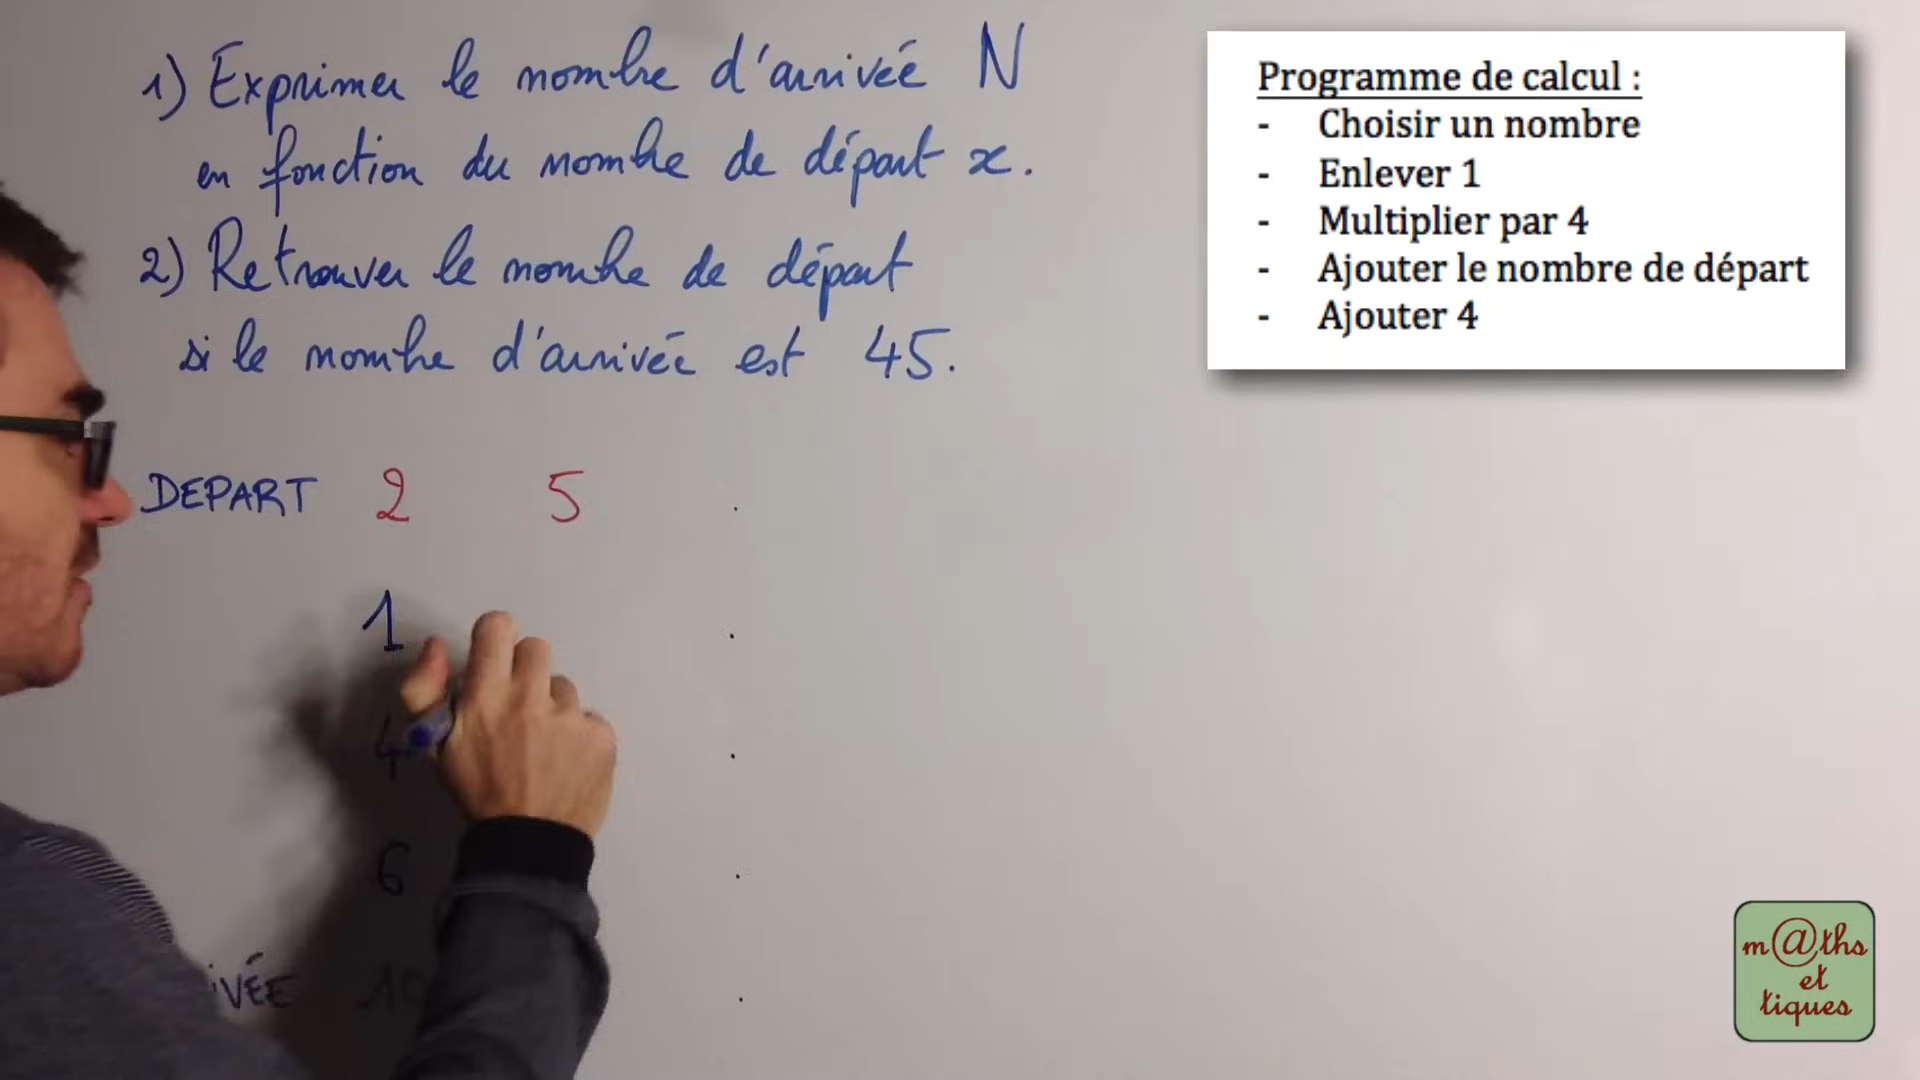 1) Exprimer le nombre d'arrivée N
en fonction du nombre de départ x.
2) Retrouver le nombre de départ
si le nombre d'arrivée est 45.
Programme de calcul :
- Choisir un nombre
- Enlever 1
- Multiplier par 4
- Ajouter le nombre de départ
- Ajouter 4
DEPART 2 5
1
4
6
IVÉE 10
m@ths
et
tiques